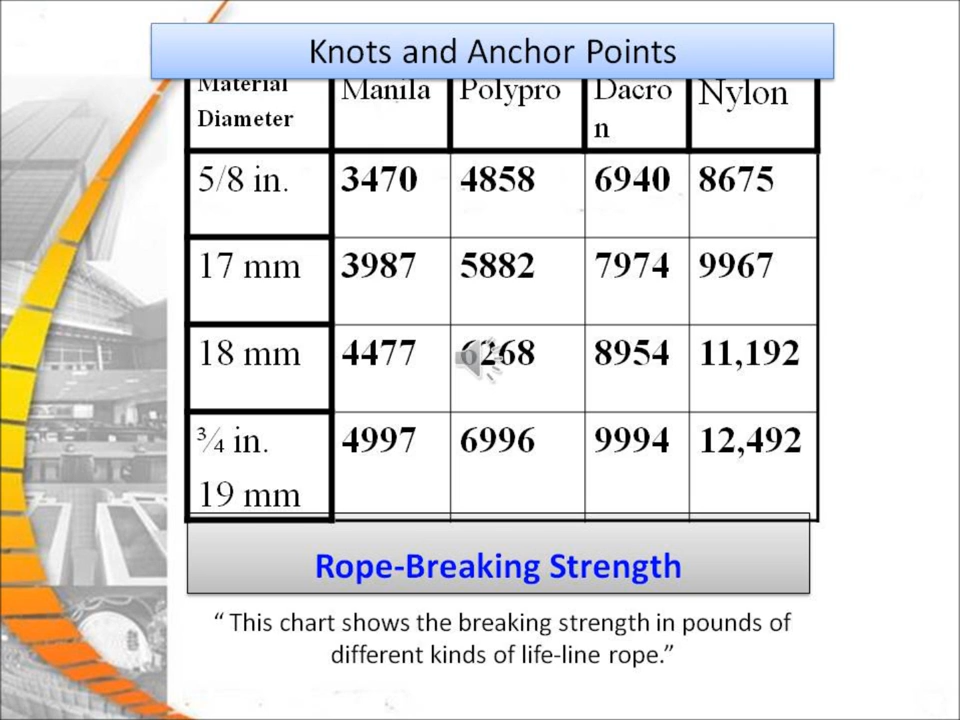 Knots and Anchor Points
Material Manila Polypro Dacro Nylon
Diameter n
5/8 in. 3470 4858 6940 8675
17 mm 3987 5882 7974 9967
18 mm 4477 6268 8954 11,192
¾ in. 4997 6996 9994 12,492
19 mm
Rope-Breaking Strength
“ This chart shows the breaking strength in pounds of
different kinds of life-line rope.”